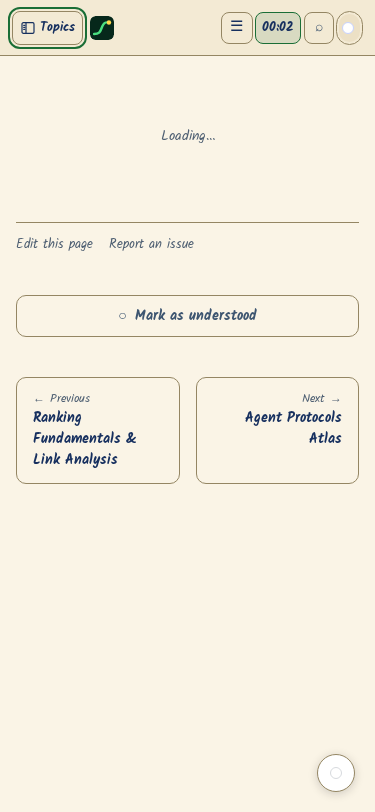 Topics
00:02
Loading...
Edit this page Report an issue
○ Mark as understood
← Previous
Ranking
Fundamentals &
Link Analysis
Next →
Agent Protocols
Atlas